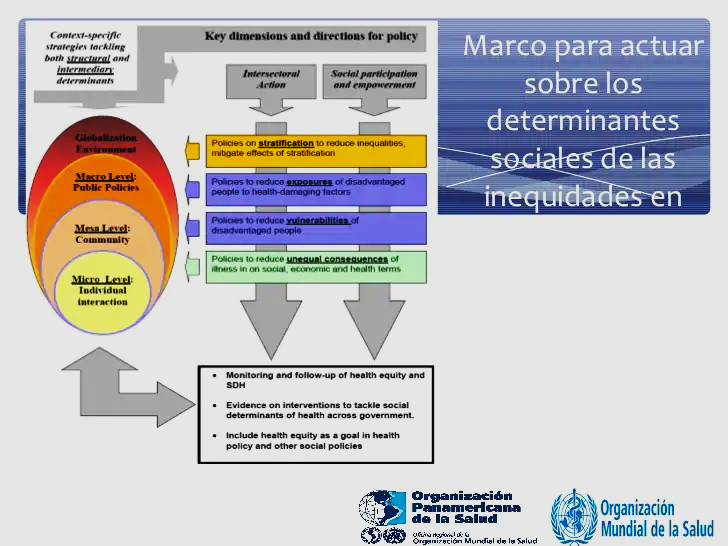 Context-specific
strategies tackling
both structural and
intermediary
determinants
Key dimensions and directions for policy
Intersectoral
Action
Social participation
and empowerment
Marco para actuar
sobre los
determinantes
sociales de las
inequidades en
Globalization
Environment
Macro Level:
Public Policies
Mesa Level:
Community
Micro Level:
Individual
interaction
Policies on stratification to reduce inequalities,
mitigate effects of stratification
Policies to reduce exposures of disadvantaged
people to health-damaging factors
Policies to reduce vulnerabilities of
disadvantaged people
Policies to reduce unequal consequences of
illness in on social, economic and health terms
• Monitoring and follow-up of health equity and
SDH
• Evidence on interventions to tackle social
determinants of health across government.
• Include health equity as a goal in health
policy and other social policies
Organización
Panamericana
de la Salud
Oficina Regional de la
Organización Mundial de la Salud
Organización
Mundial de la Salud